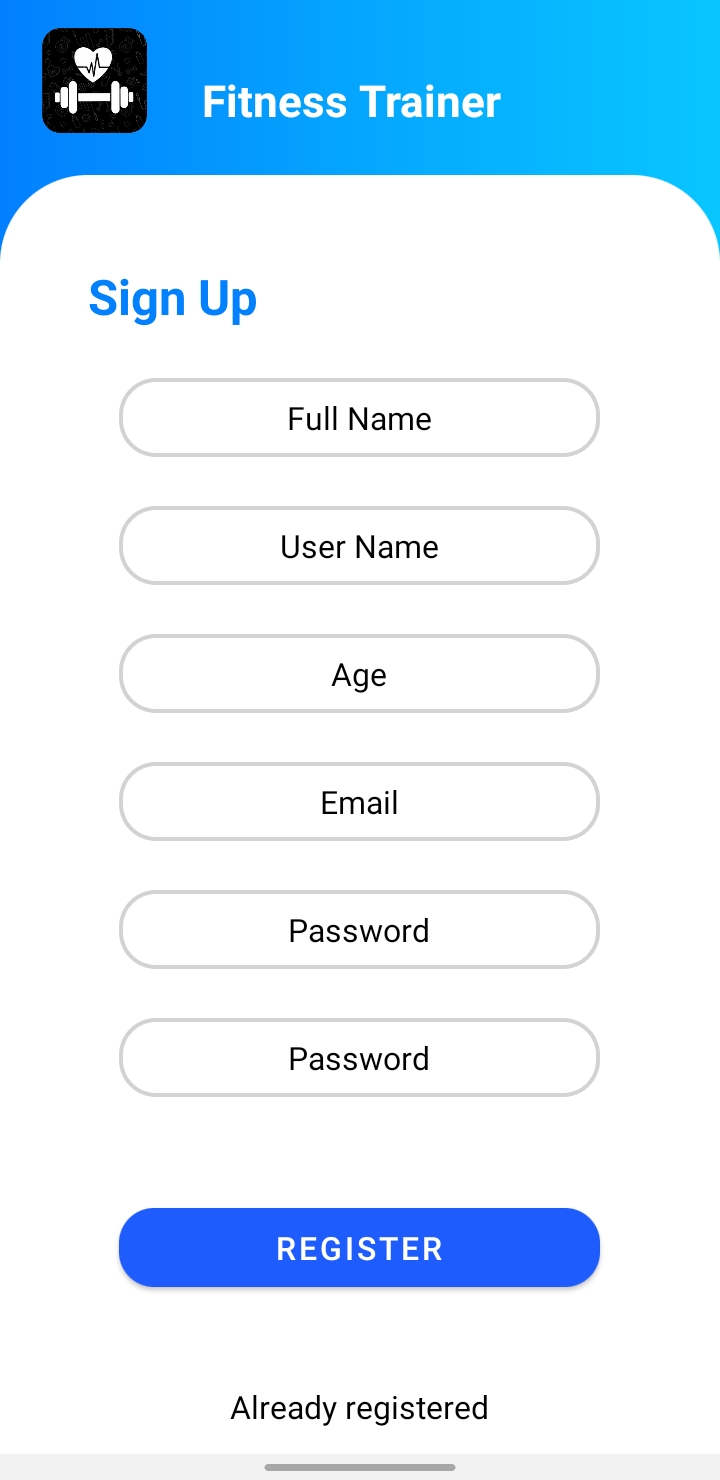 Fitness Trainer
Sign Up
Full Name
User Name
Age
Email
Password
Password
REGISTER
Already registered